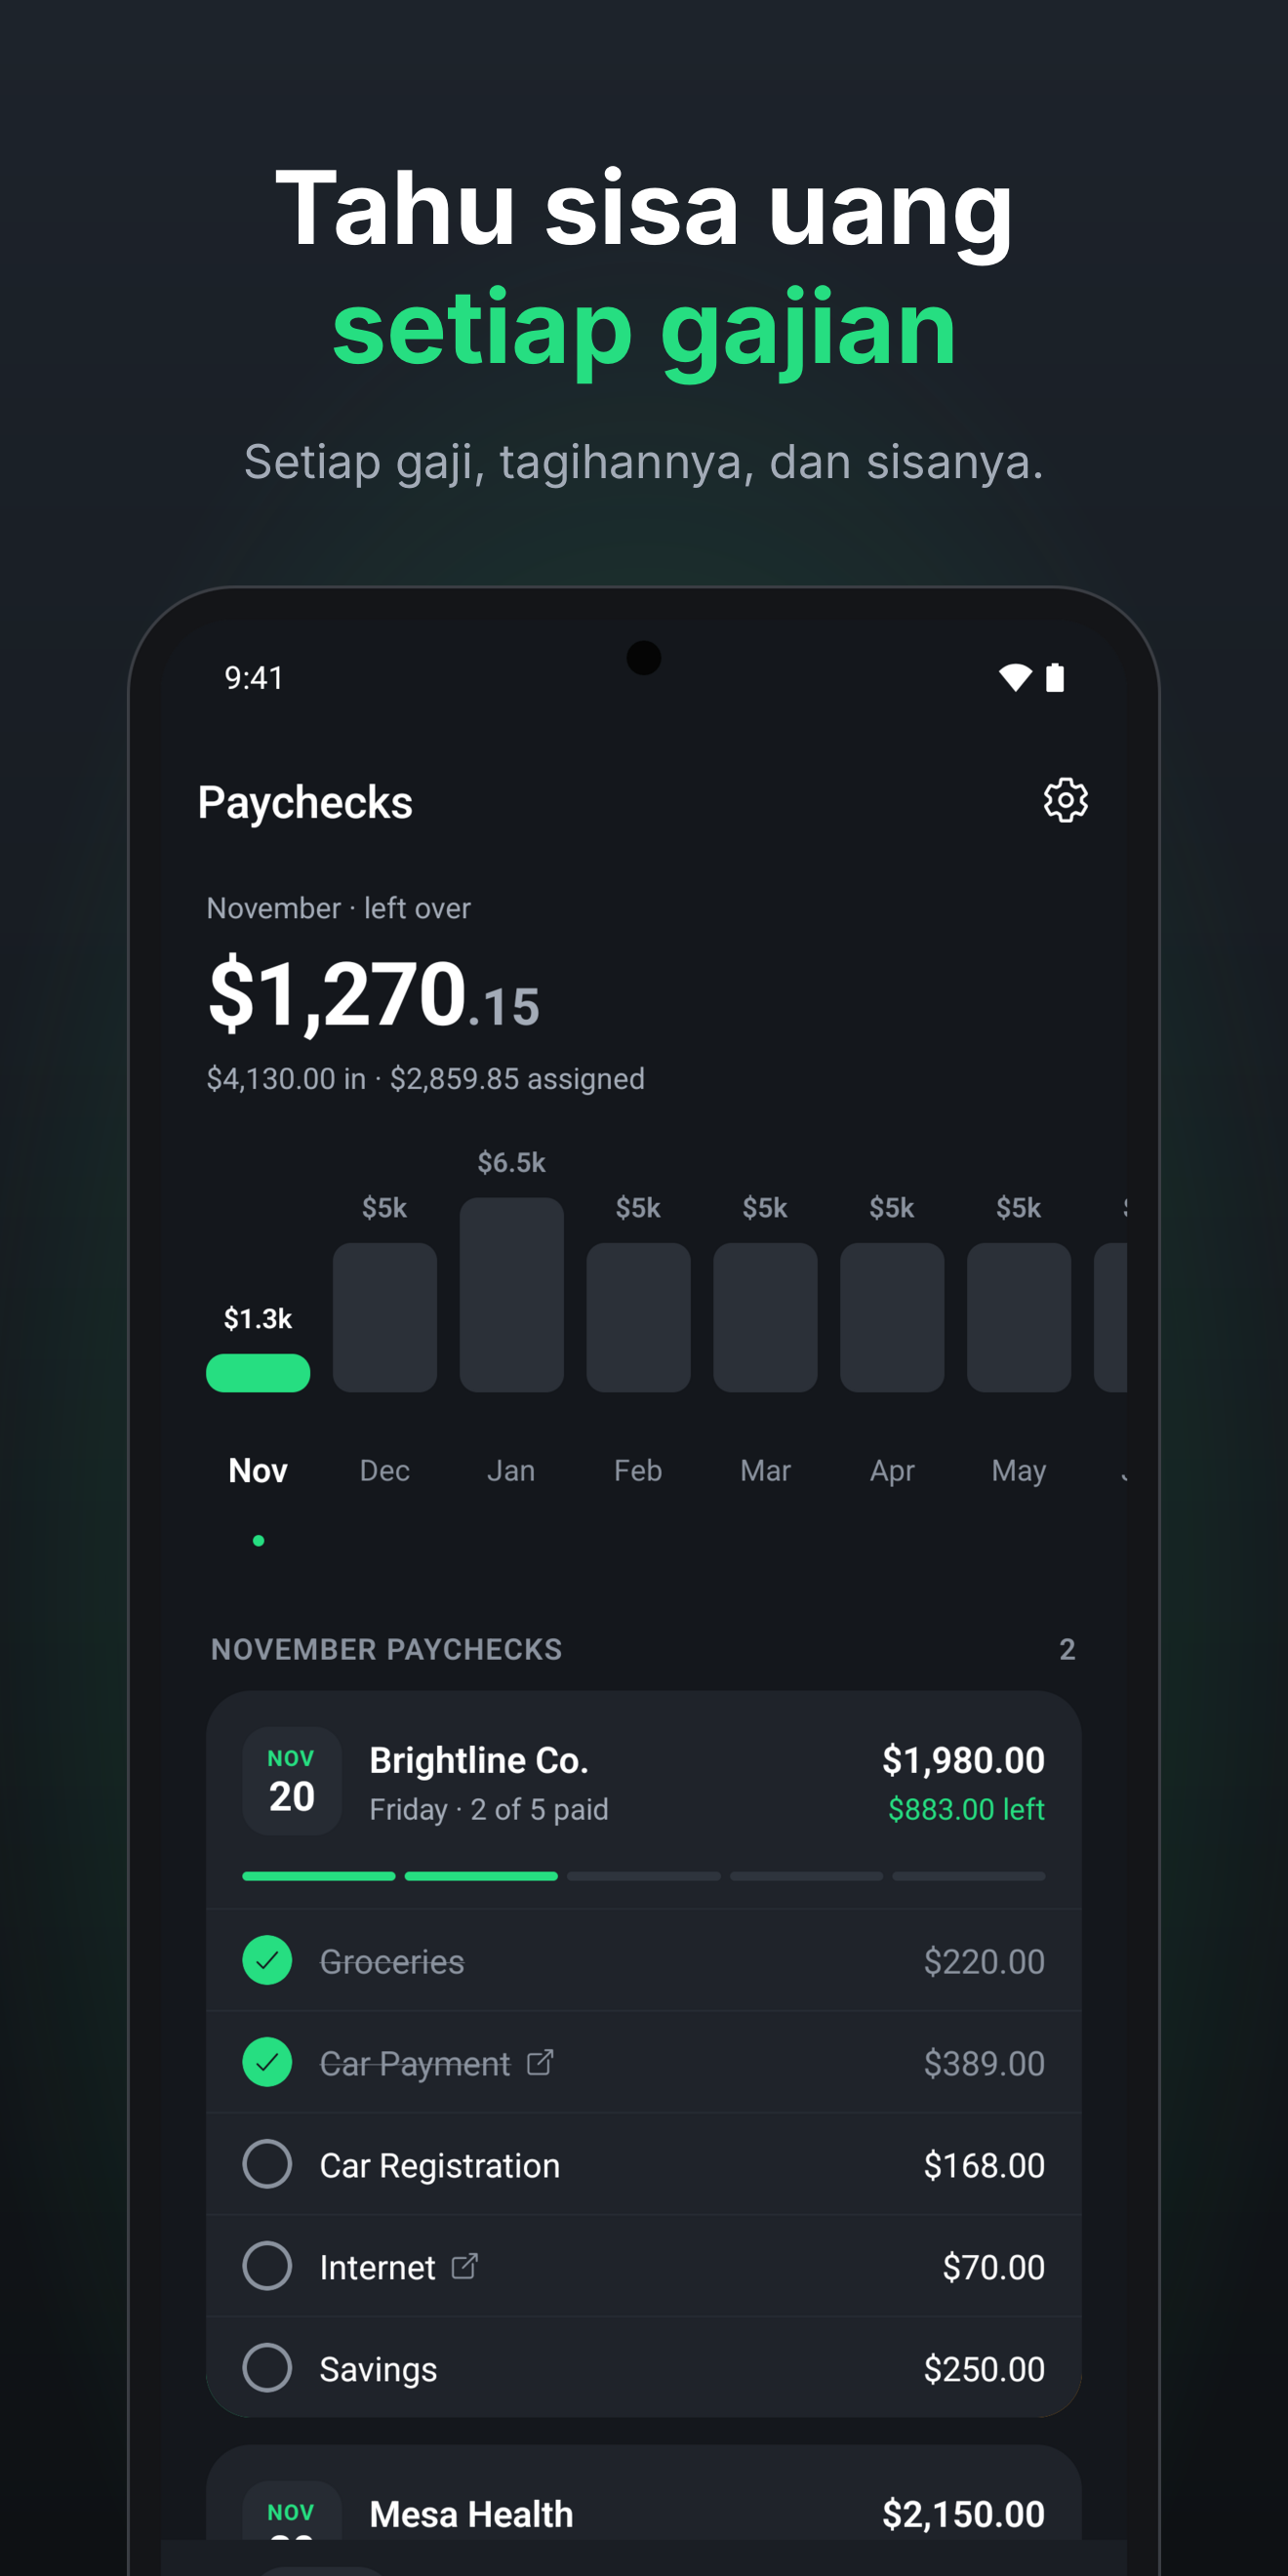 Tahu sisa uang
setiap gajian
Setiap gaji, tagihannya, dan sisanya.
9:41
Paychecks
November · left over
$1,270.15
$4,130.00 in · $2,859.85 assigned
$1.3k $5k $6.5k $5k $5k $5k $5k
Nov Dec Jan Feb Mar Apr May
NOVEMBER PAYCHECKS 2
NOV
20
Brightline Co. $1,980.00
Friday · 2 of 5 paid $883.00 left
Groceries $220.00
Car Payment $389.00
Car Registration $168.00
Internet $70.00
Savings $250.00
NOV
Mesa Health $2,150.00